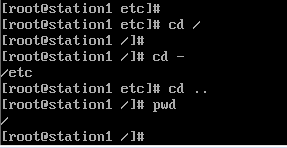 [root@station1 etc]#
[root@station1 etc]# cd /
[root@station1 /]#
[root@station1 /]# cd -
/etc
[root@station1 etc]# cd ..
[root@station1 /]# pwd
/
[root@station1 /]#